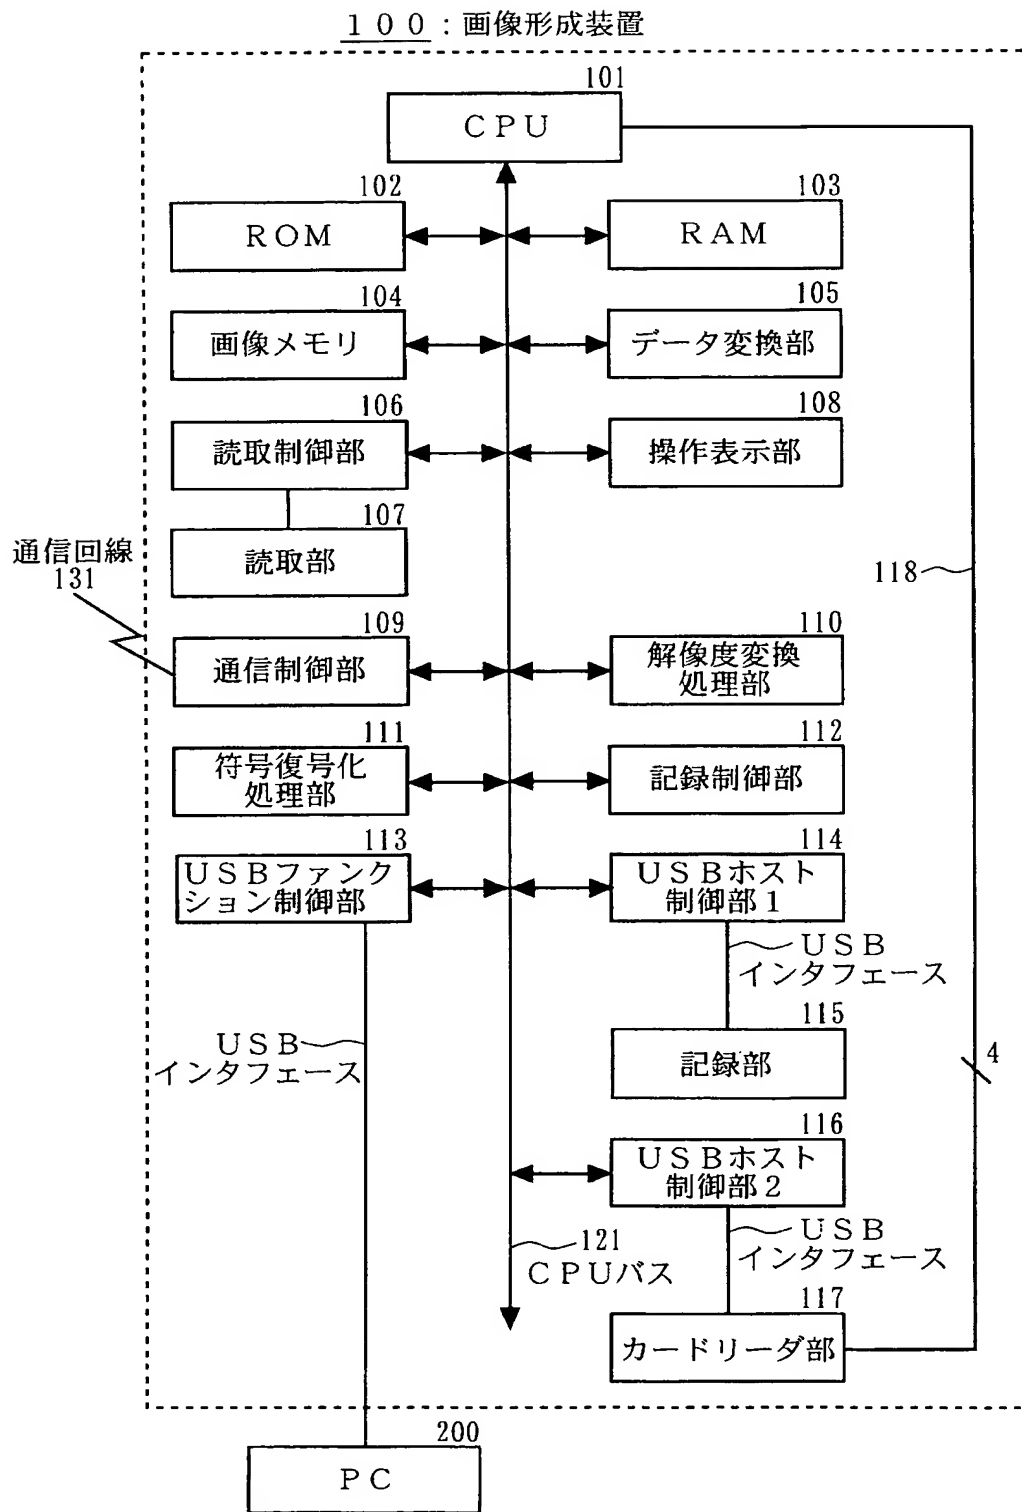 １００：画像形成装置
101
ＣＰＵ
102
ＲＯＭ
103
ＲＡＭ
104
画像メモリ
105
データ変換部
106
読取制御部
108
操作表示部
107
読取部
通信回線
131
118
109
通信制御部
110
解像度変換
処理部
111
符号復号化
処理部
112
記録制御部
113
ＵＳＢファンク
ション制御部
114
ＵＳＢホスト
制御部１
ＵＳＢ
インタフェース
115
記録部
ＵＳＢ
インタフェース
4
116
ＵＳＢホスト
制御部２
ＵＳＢ
インタフェース
121
ＣＰＵバス
117
カードリーダ部
200
ＰＣ